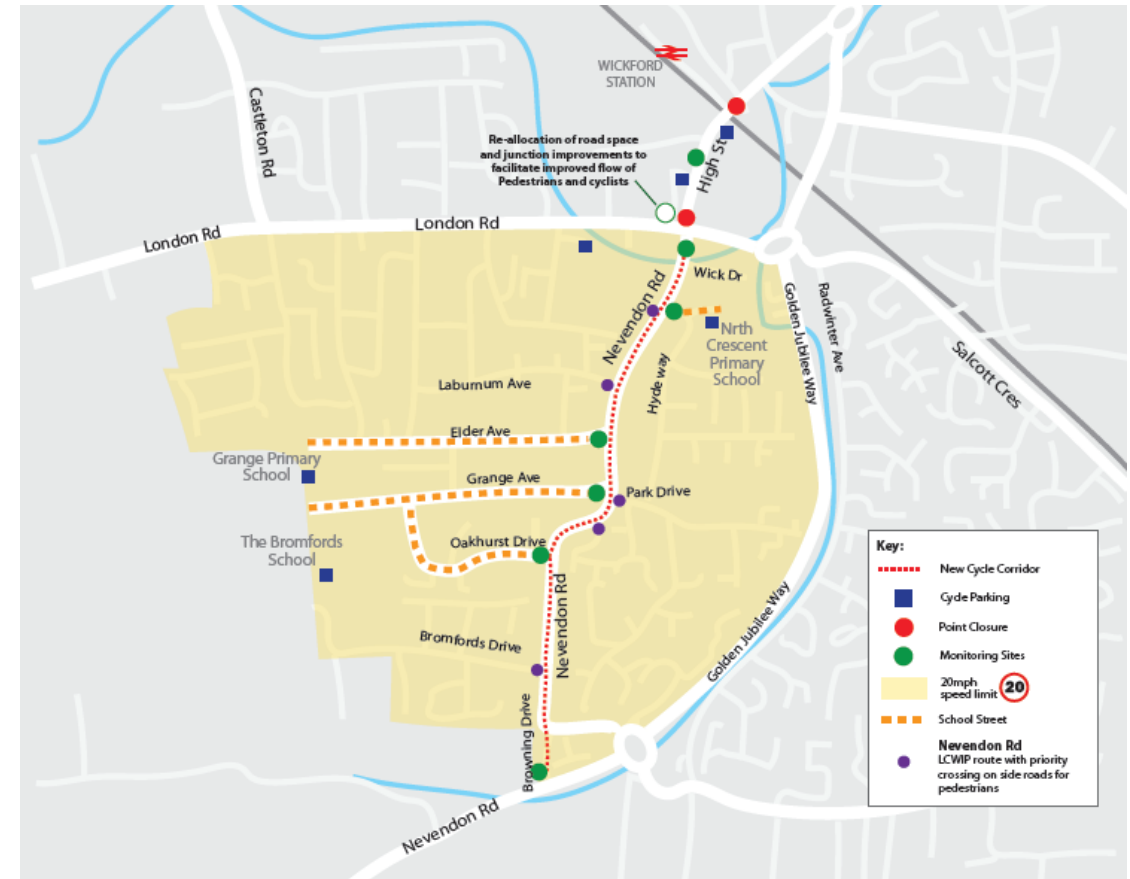 WICKFORD
STATION
Castleton Rd
Re-allocation of road space
and junction improvements to
facilitate improved flow of
Pedestrians and cyclists
High St
London Rd
London Rd
Wick Dr
Nevendon Rd
Golden Jubilee Way
Radwinter Ave
Nrth
Crescent
Primary
School
Salcott Cres
Hyde way
Laburnum Ave
Elder Ave
Grange Primary
School
Grange Ave
Park Drive
The Bromfords
School
Oakhurst Drive
Nevendon Rd
Golden Jubilee Way
Bromfords Drive
Browning Drive
Nevendon Rd
Key:
New Cycle Corridor
Cycle Parking
Point Closure
Monitoring Sites
20mph
speed limit 20
School Street
Nevendon Rd
LCWIP route with priority
crossing on side roads for
pedestrians